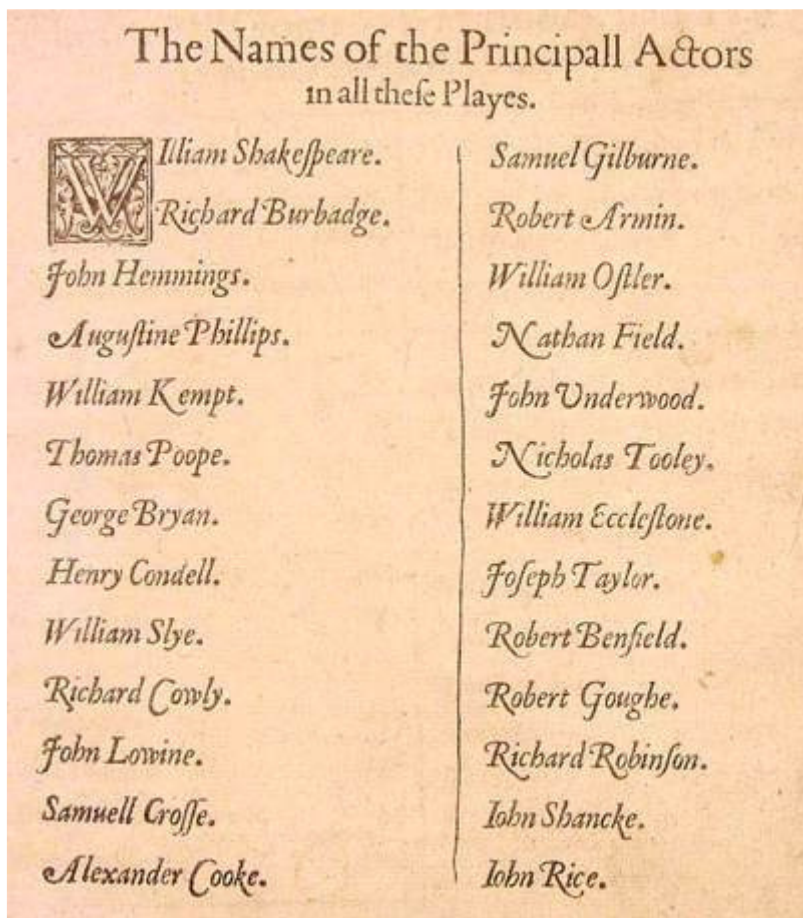 The Names of the Principall Actors
in all theſe Playes.
William Shakeſpeare.
Richard Burbadge.
John Hemmings.
Auguſtine Phillips.
William Kempt.
Thomas Poope.
George Bryan.
Henry Condell.
William Slye.
Richard Cowly.
John Lowine.
Samuell Croſſe.
Alexander Cooke.
Samuel Gilburne.
Robert Armin.
William Oſtler.
Nathan Field.
John Underwood.
Nicholas Tooley.
William Eccleſtone.
Joſeph Taylor.
Robert Benfield.
Robert Goughe.
Richard Robinſon.
Iohn Shancke.
Iohn Rice.